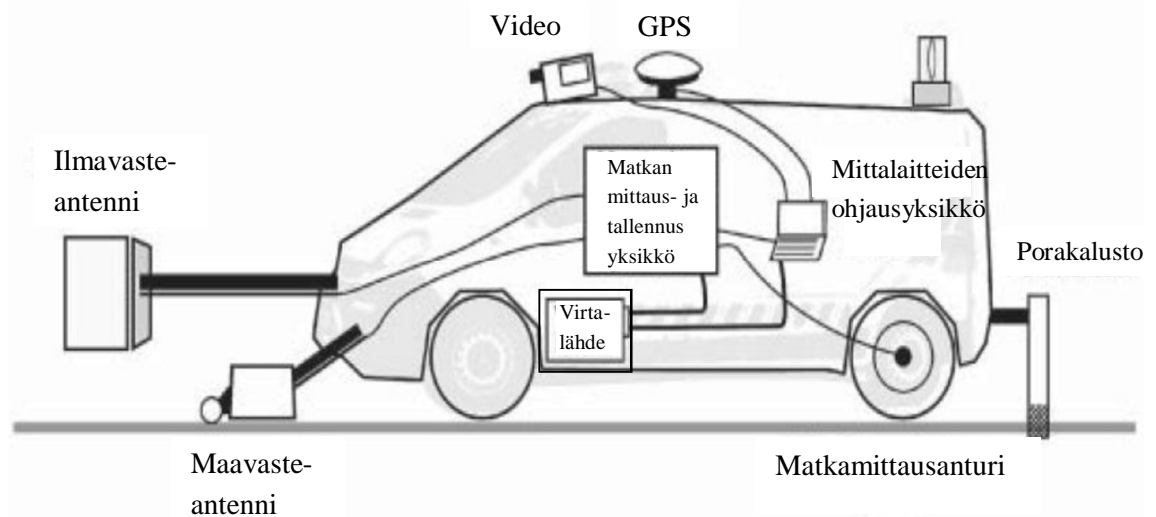 Video
GPS
Ilmavaste-
antenni
Matkan
mittaus- ja
tallennus
yksikkö
Mittalaitteiden
ohjausyksikkö
Porakalusto
Virta-
lähde
Maavaste-
antenni
Matkamittausanturi